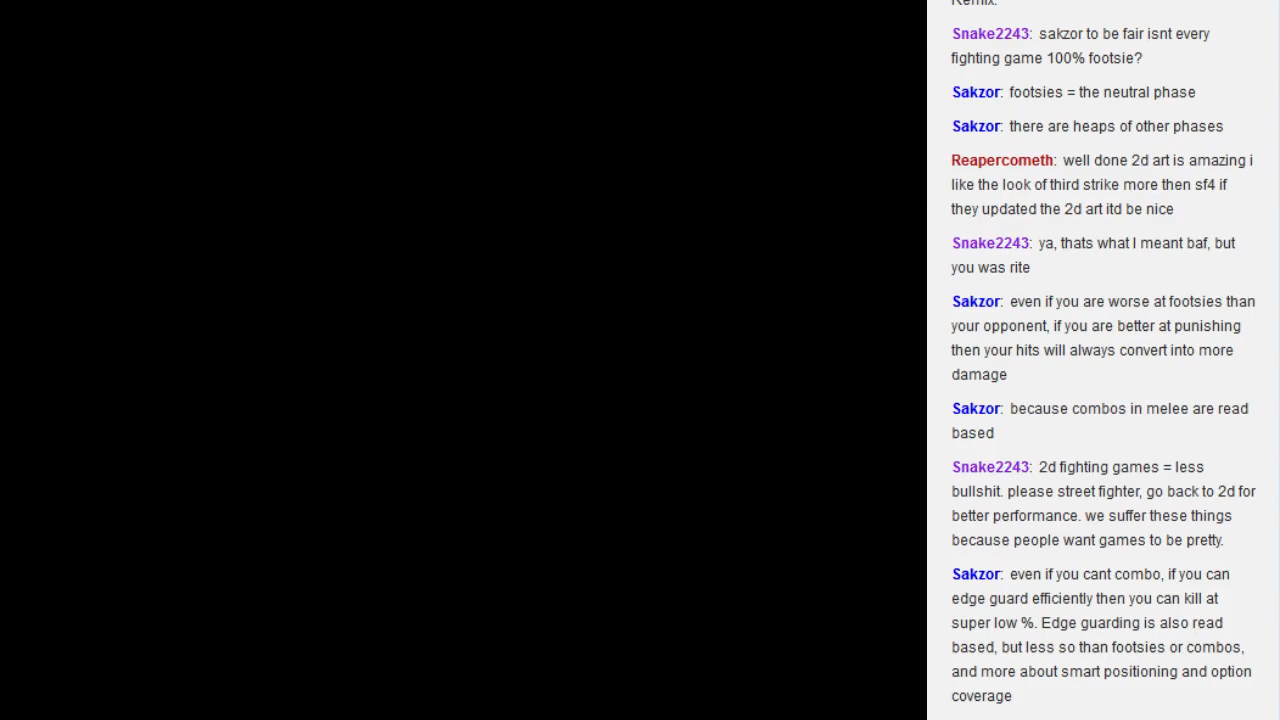 Remix.
Snake2243: sakzor to be fair isnt every
fighting game 100% footsie?
Sakzor: footsies = the neutral phase
Sakzor: there are heaps of other phases
Reapercometh: well done 2d art is amazing i
like the look of third strike more then sf4 if
they updated the 2d art itd be nice
Snake2243: ya, thats what I meant baf, but
you was rite
Sakzor: even if you are worse at footsies than
your opponent, if you are better at punishing
then your hits will always convert into more
damage
Sakzor: because combos in melee are read
based
Snake2243: 2d fighting games = less
bullshit. please street fighter, go back to 2d for
better performance. we suffer these things
because people want games to be pretty.
Sakzor: even if you cant combo, if you can
edge guard efficiently then you can kill at
super low %. Edge guarding is also read
based, but less so than footsies or combos,
and more about smart positioning and option
coverage